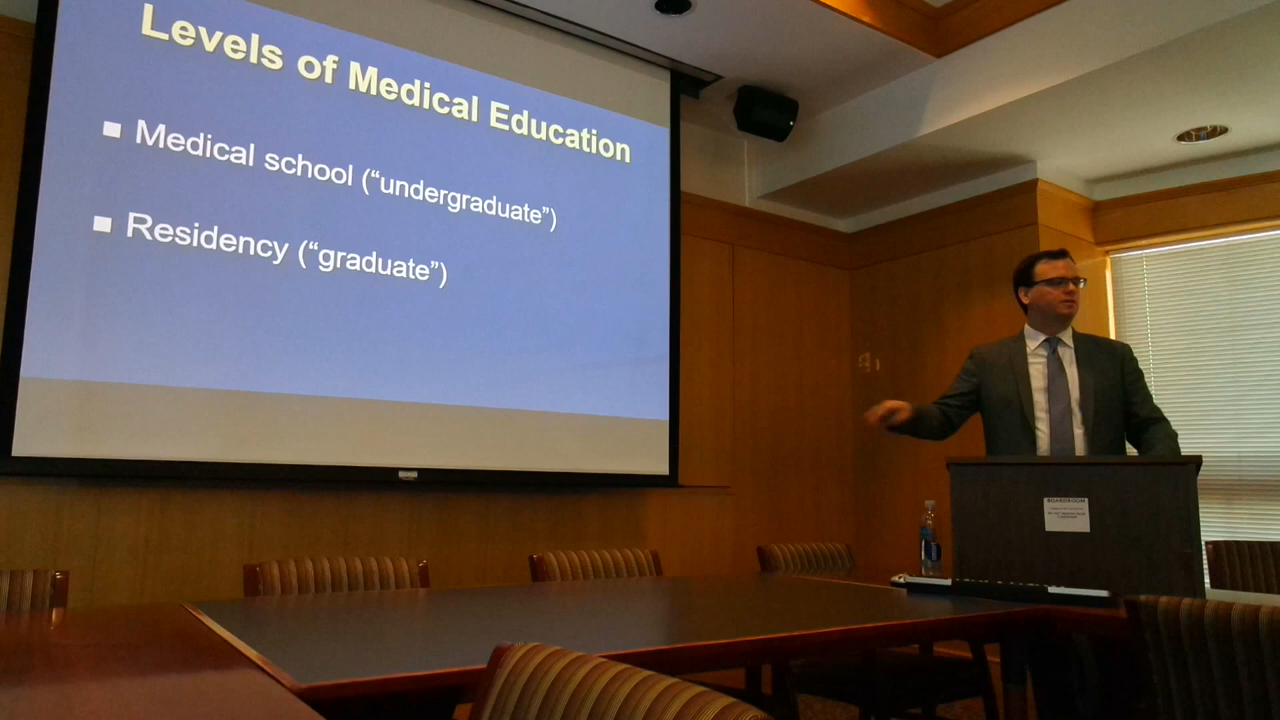 Levels of Medical Education
■ Medical school (“undergraduate”)
■ Residency (“graduate”)
BOARDROOM